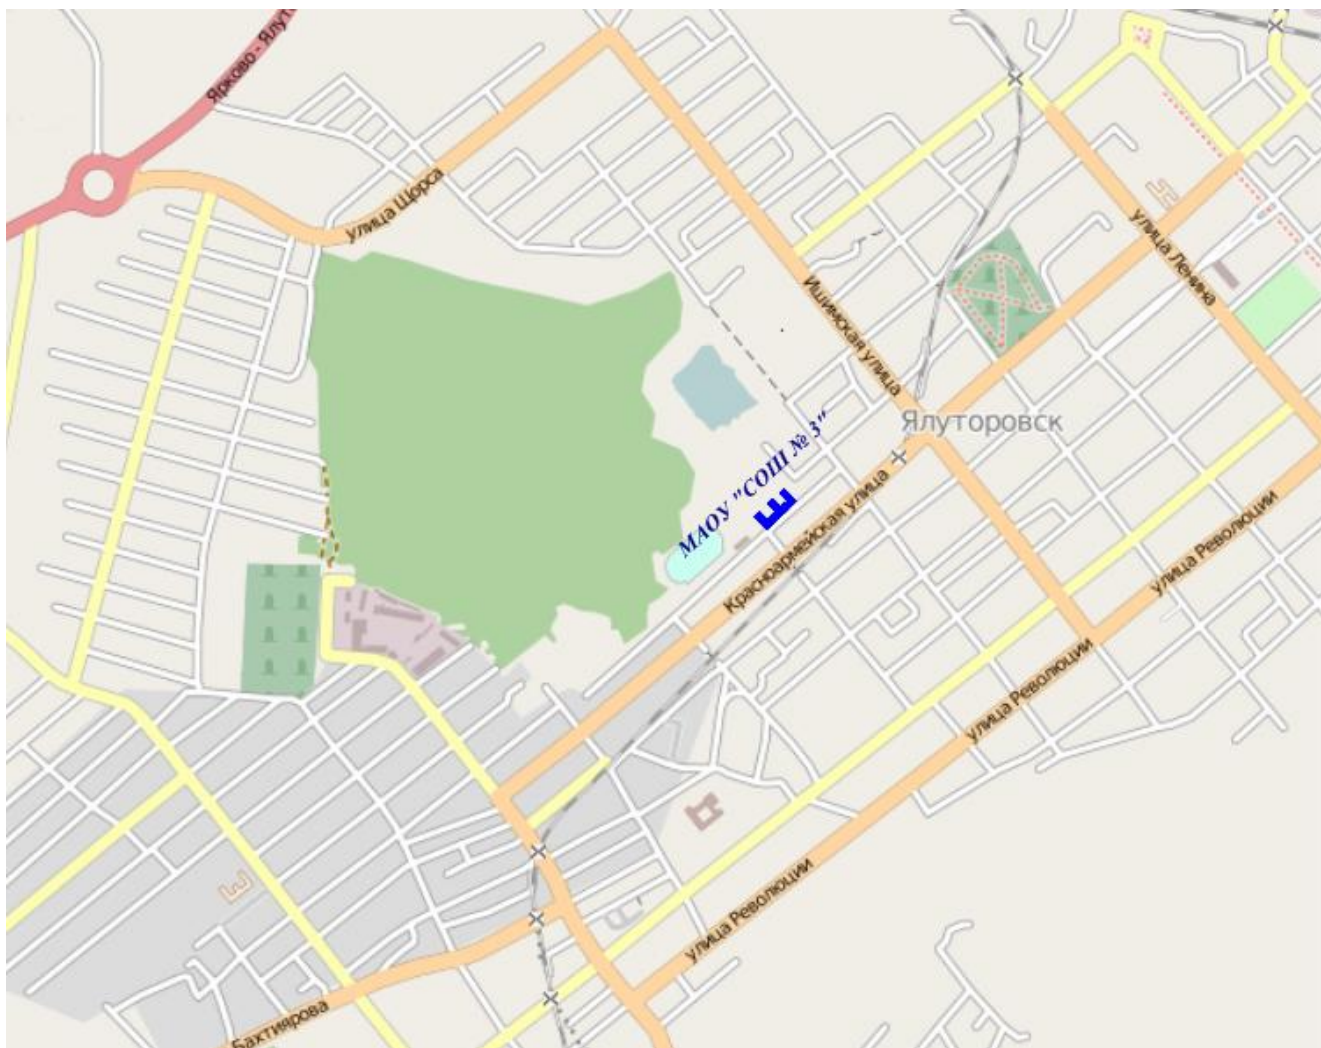 Ярково - Ялут
улица Щорса
улица Ленина
Ишимская улица
Ялуторовск
МАОУ "СОШ № 3"
Красноармейская улица
улица Революции
улица Революции
улица Революции
Бахтиярова